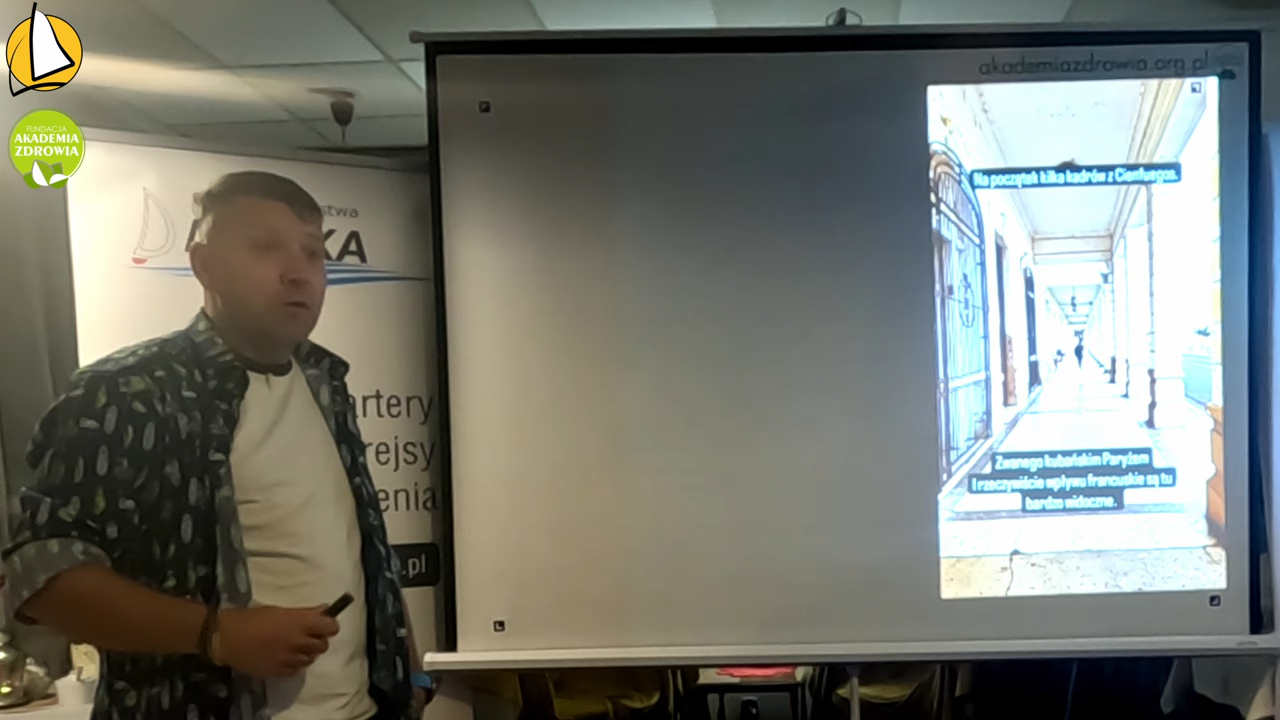 FUNDACJA
AKADEMIA
ZDROWIA
stwa
KA
artery
rejsy
enia
.pl
akademiazdrowia.org.pl
Na początek kilka kadrów z Cienfuegos.
Zwanego kubańskim Paryżem
I rzeczywiście wpływy francuskie są tu
bardzo widoczne.